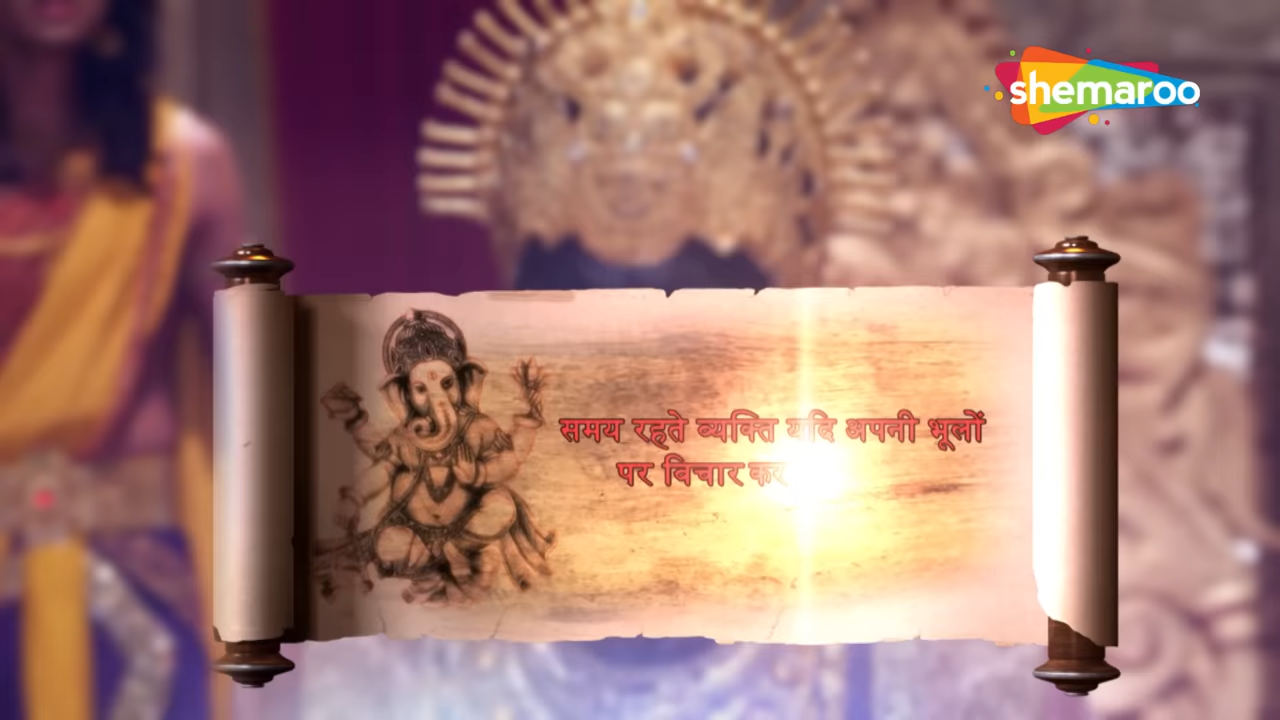 shemaroo
समय रहते व्यक्ति यदि अपनी भूलों
पर विचार कर